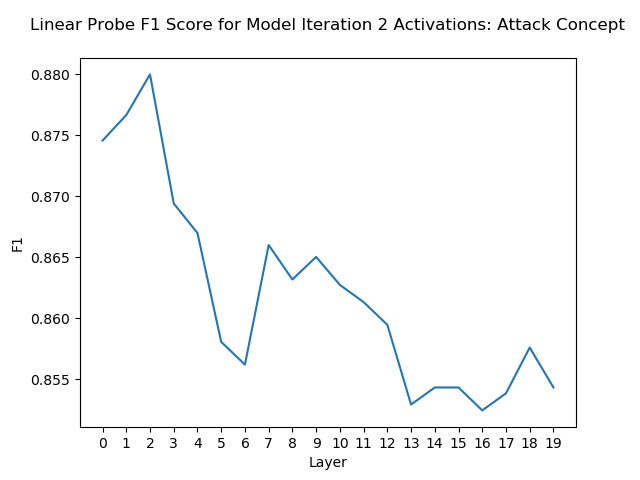 Linear Probe F1 Score for Model Iteration 2 Activations: Attack Concept
0.880
0.875
0.870
0.865
0.860
0.855
F1
0 1 2 3 4 5 6 7 8 9 10 11 12 13 14 15 16 17 18 19
Layer